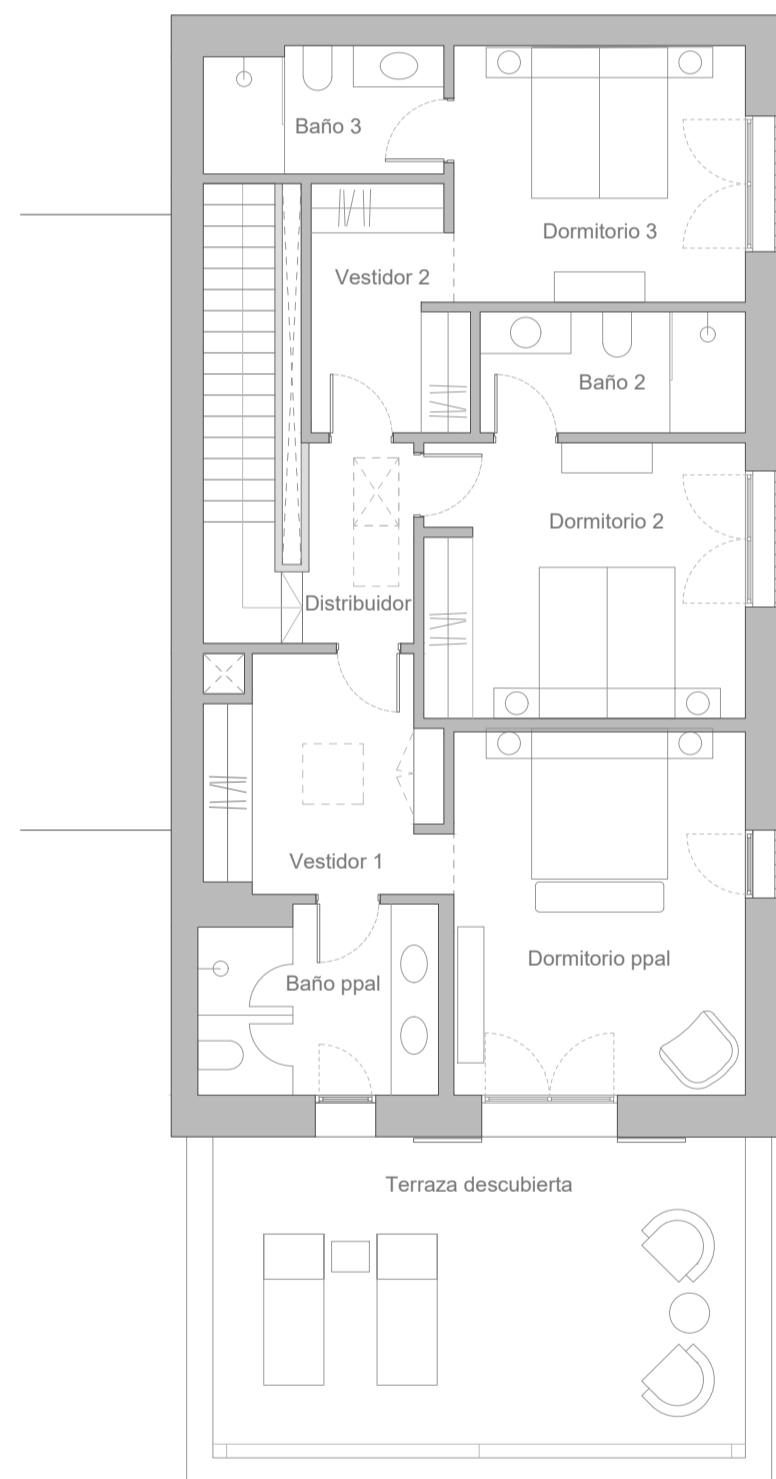 Baño 3
Dormitorio 3
Vestidor 2
Baño 2
Dormitorio 2
Distribuidor
Vestidor 1
Dormitorio ppal
Baño ppal
Terraza descubierta